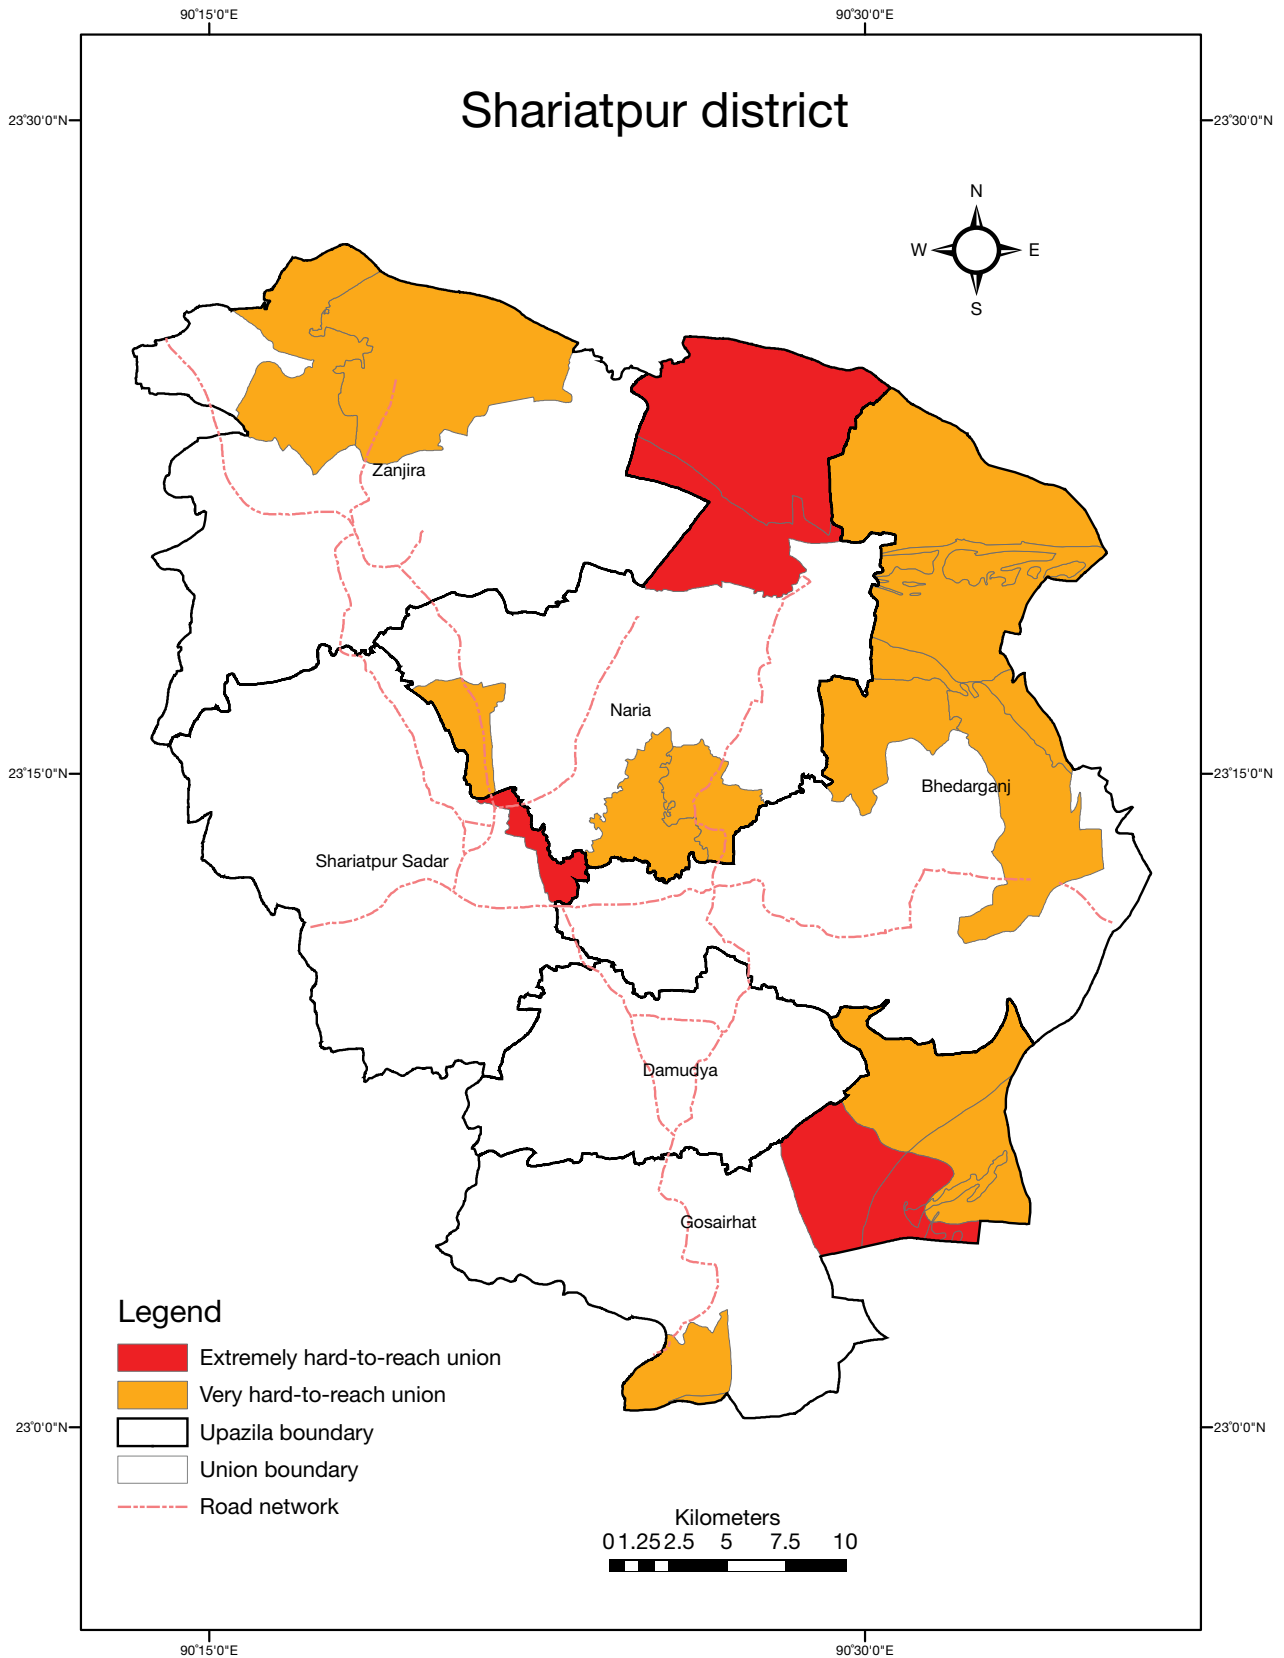 90°15'0"E 90°30'0"E
Shariatpur district
23°30'0"N 23°30'0"N
N
W E
S
Zanjira
Naria
23°15'0"N 23°15'0"N
Bhedarganj
Shariatpur Sadar
Damudya
Gosairhat
Legend
Extremely hard-to-reach union
Very hard-to-reach union
23°0'0"N 23°0'0"N
Upazila boundary
Union boundary
Road network
Kilometers
0 1.25 2.5 5 7.5 10
90°15'0"E 90°30'0"E